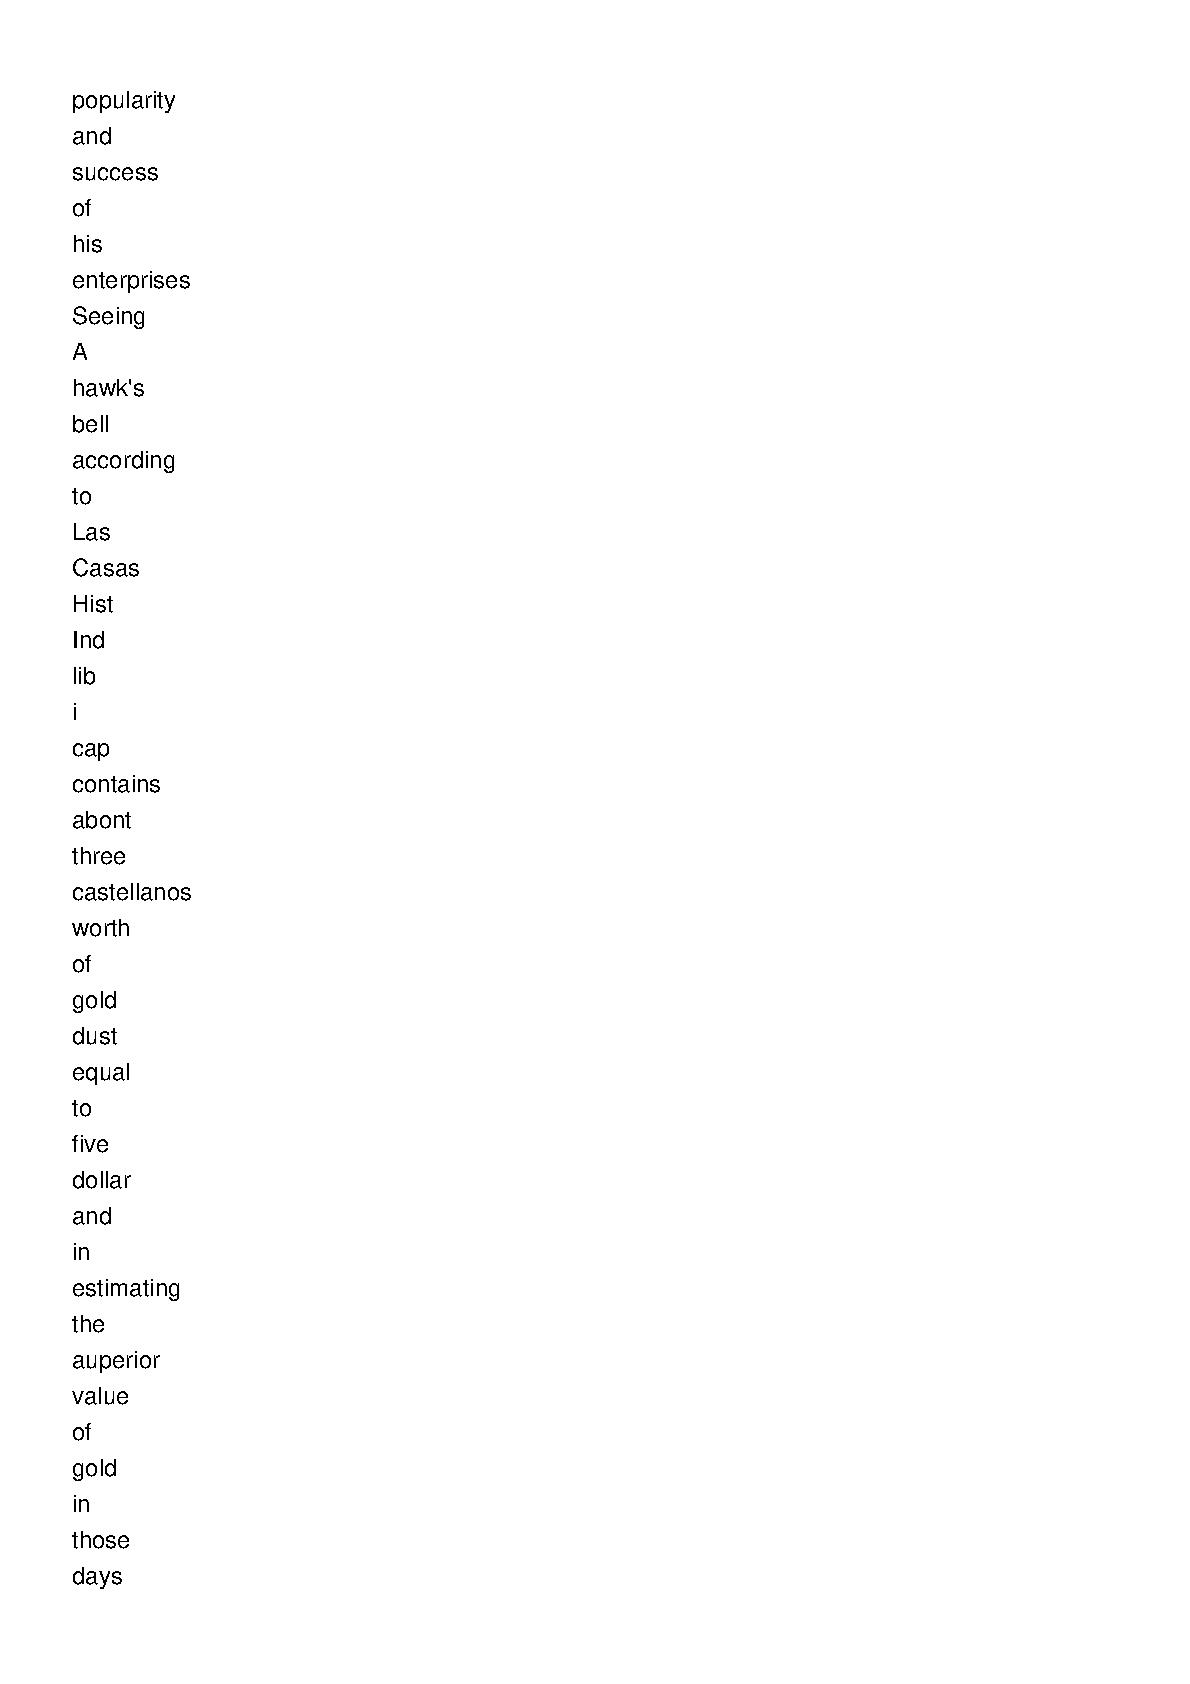 popularity
and
success
of
his
enterprises
Seeing
A
hawk's
bell
according
to
Las
Casas
Hist
Ind
lib
i
cap
contains
abont
three
castellanos
worth
of
gold
dust
equal
to
five
dollar
and
in
estimating
the
auperior
value
of
gold
in
those
days